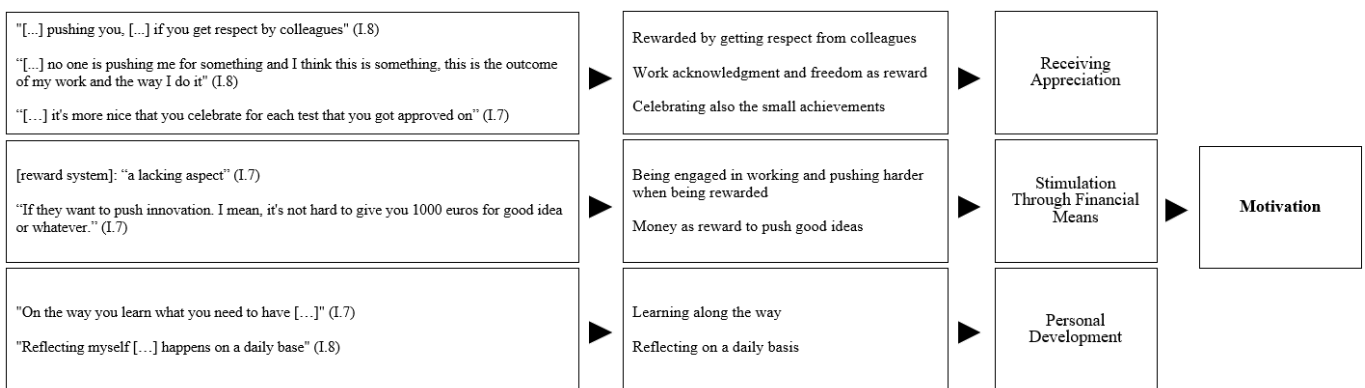 "[...] pushing you, [...] if you get respect by colleagues" (I.8)
“[...] no one is pushing me for something and I think this is something, this is the outcome
of my work and the way I do it" (I.8)
“[…] it's more nice that you celebrate for each test that you got approved on” (I.7)
Rewarded by getting respect from colleagues
Work acknowledgment and freedom as reward
Celebrating also the small achievements
Receiving
Appreciation
[reward system]: “a lacking aspect” (I.7)
“If they want to push innovation. I mean, it's not hard to give you 1000 euros for good idea
or whatever.” (I.7)
Being engaged in working and pushing harder
when being rewarded
Money as reward to push good ideas
Stimulation
Through Financial
Means
Motivation
"On the way you learn what you need to have […]" (I.7)
"Reflecting myself […] happens on a daily base" (I.8)
Learning along the way
Reflecting on a daily basis
Personal
Development